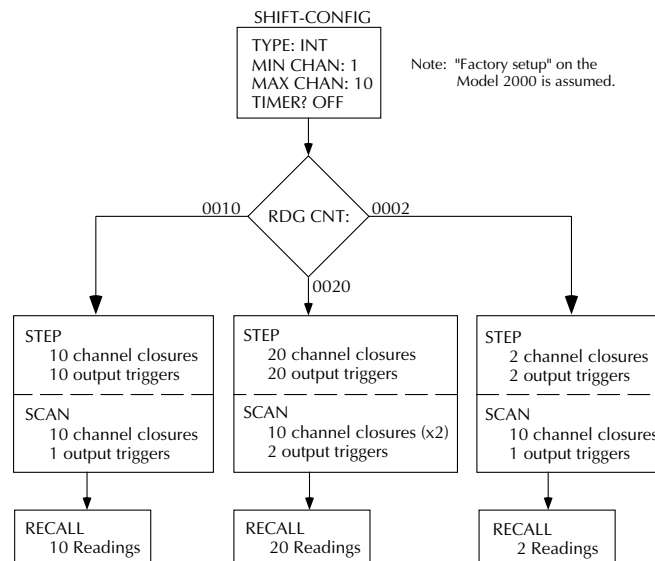 SHIFT-CONFIG
TYPE: INT
MIN CHAN: 1
MAX CHAN: 10
TIMER? OFF
Note: "Factory setup" on the
Model 2000 is assumed.
0010
RDG CNT:
0002
0020
STEP
10 channel closures
10 output triggers
SCAN
10 channel closures
1 output triggers
RECALL
10 Readings
STEP
20 channel closures
20 output triggers
SCAN
10 channel closures (x2)
2 output triggers
RECALL
20 Readings
STEP
2 channel closures
2 output triggers
SCAN
10 channel closures
1 output triggers
RECALL
2 Readings